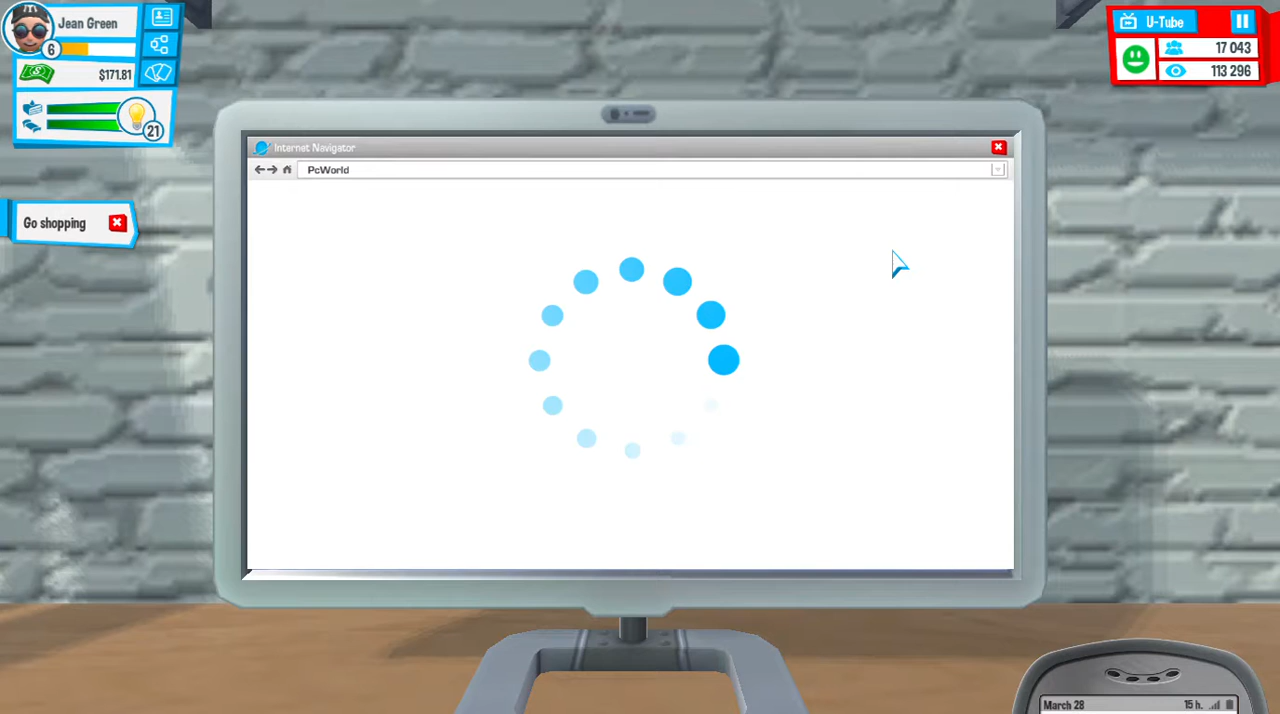 Jean Green
6
$171.81
21
Go shopping
Internet Navigator
PcWorld
U-Tube
17 043
113 296
March 28
15 h.